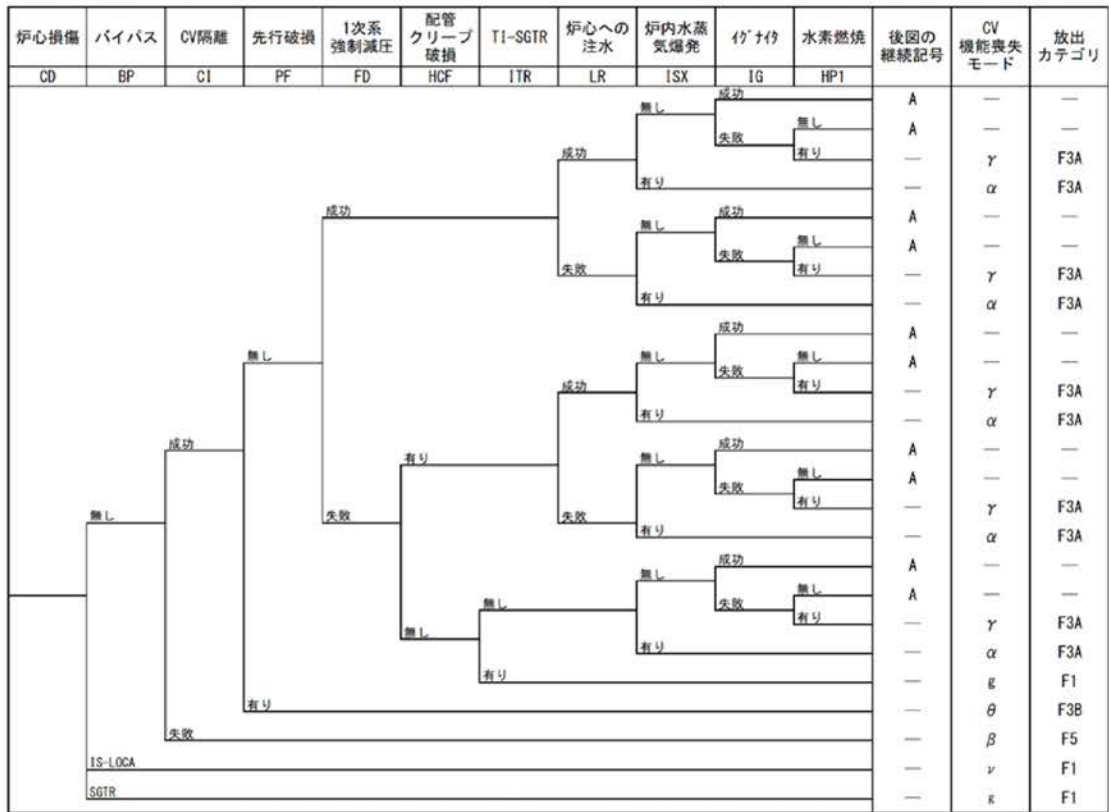 炉心損傷 バイパス CV隔離 先行破損 1次系強制減圧 配管クリープ破損 TI-SGTR 炉心への注水 炉内水蒸気爆発 ｲｸﾞﾅｲﾀ 水素燃焼 後図の継続記号 CV機能喪失モード 放出カテゴリ
CD BP CI PF FD HCF ITR LR ISX IG HP1
成功 A — —
無し
無し A — —
失敗
有り — γ F3A
成功
有り — α F3A
成功 成功 A — —
無し
無し A — —
失敗
有り — γ F3A
失敗
有り — α F3A
成功 A — —
無し 無し
無し A — —
失敗
有り — γ F3A
成功
有り — α F3A
成功 成功 A — —
有り 無し
無し A — —
失敗
有り — γ F3A
無し 失敗 失敗
有り — α F3A
成功 A — —
無し
無し A — —
無し 失敗
有り — γ F3A
無し
有り — α F3A
有り — g F1
有り — θ F3B
失敗 — β F5
IS-LOCA — ν F1
SGTR — g F1